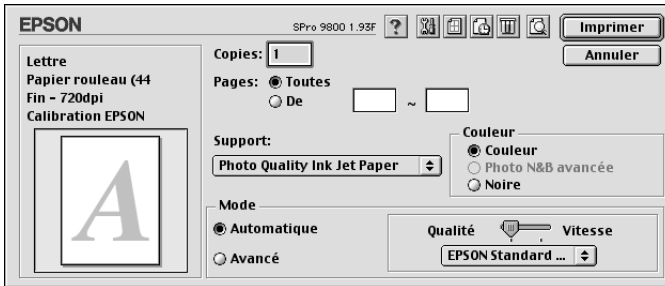 EPSON
SPro 9800 1.93F ?
Imprimer
Annuler
Lettre
Papier rouleau (44
Fin - 720dpi
Calibration EPSON
A
Copies: 1
Pages: Toutes
De ~
Support:
Photo Quality Ink Jet Paper
Couleur
Couleur
Photo N&B avancée
Noire
Mode
Automatique
Avancé
Qualité Vitesse
EPSON Standard ...